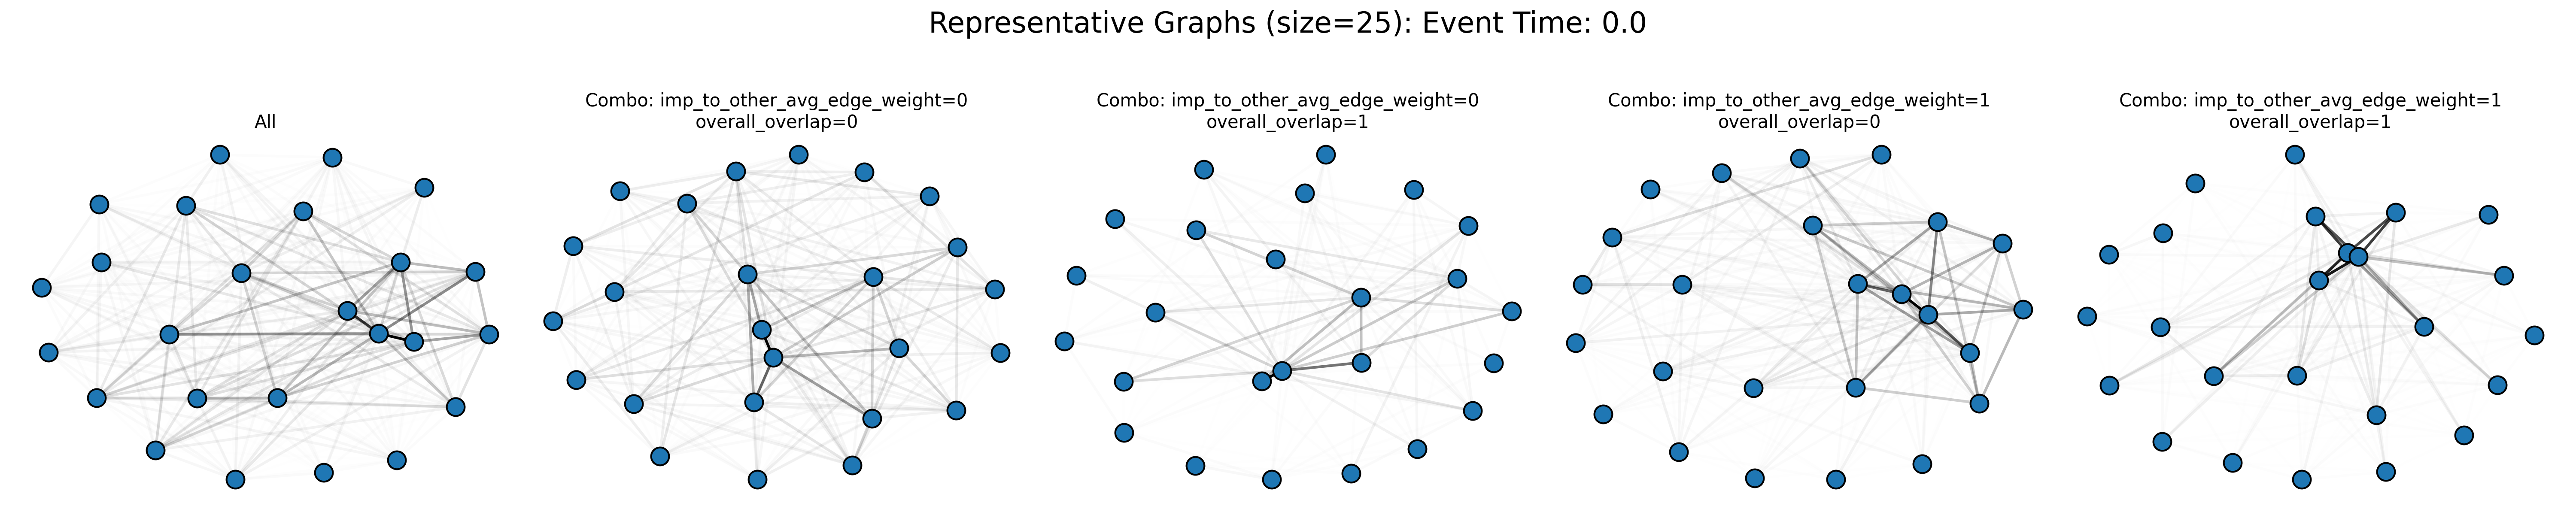 Representative Graphs (size=25): Event Time: 0.0
All
Combo: imp_to_other_avg_edge_weight=0
overall_overlap=0
Combo: imp_to_other_avg_edge_weight=0
overall_overlap=1
Combo: imp_to_other_avg_edge_weight=1
overall_overlap=0
Combo: imp_to_other_avg_edge_weight=1
overall_overlap=1